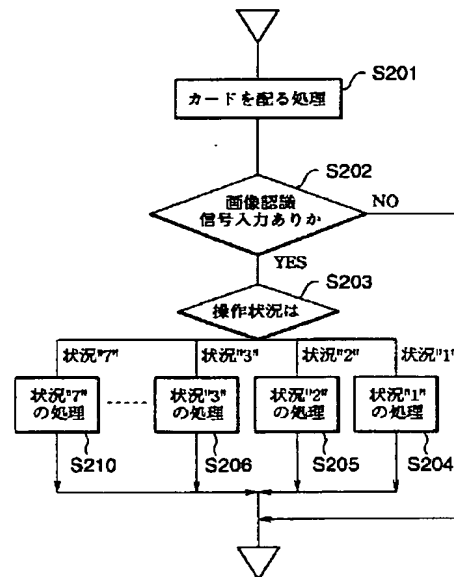 S201
カードを配る処理
S202
画像認識
信号入力ありか
NO
YES
S203
操作状況は
状況"7"
状況"3"
状況"2"
状況"1"
状況"7"
の処理
状況"3"
の処理
状況"2"
の処理
状況"1"
の処理
S210
S206
S205
S204